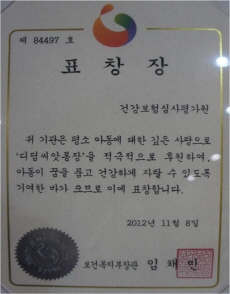 제 84497 호
표 창 장
건강보험심사평가원
귀 기관은 평소 아동에 대한 깊은 사랑으로
'디딤씨앗통장'을 적극적으로 후원하여,
아동이 꿈을 품고 건강하게 자랄 수 있도록
기여한 바가 크므로 이에 표창합니다.
2012년 11월 8일
보건복지부장관 임 채 민